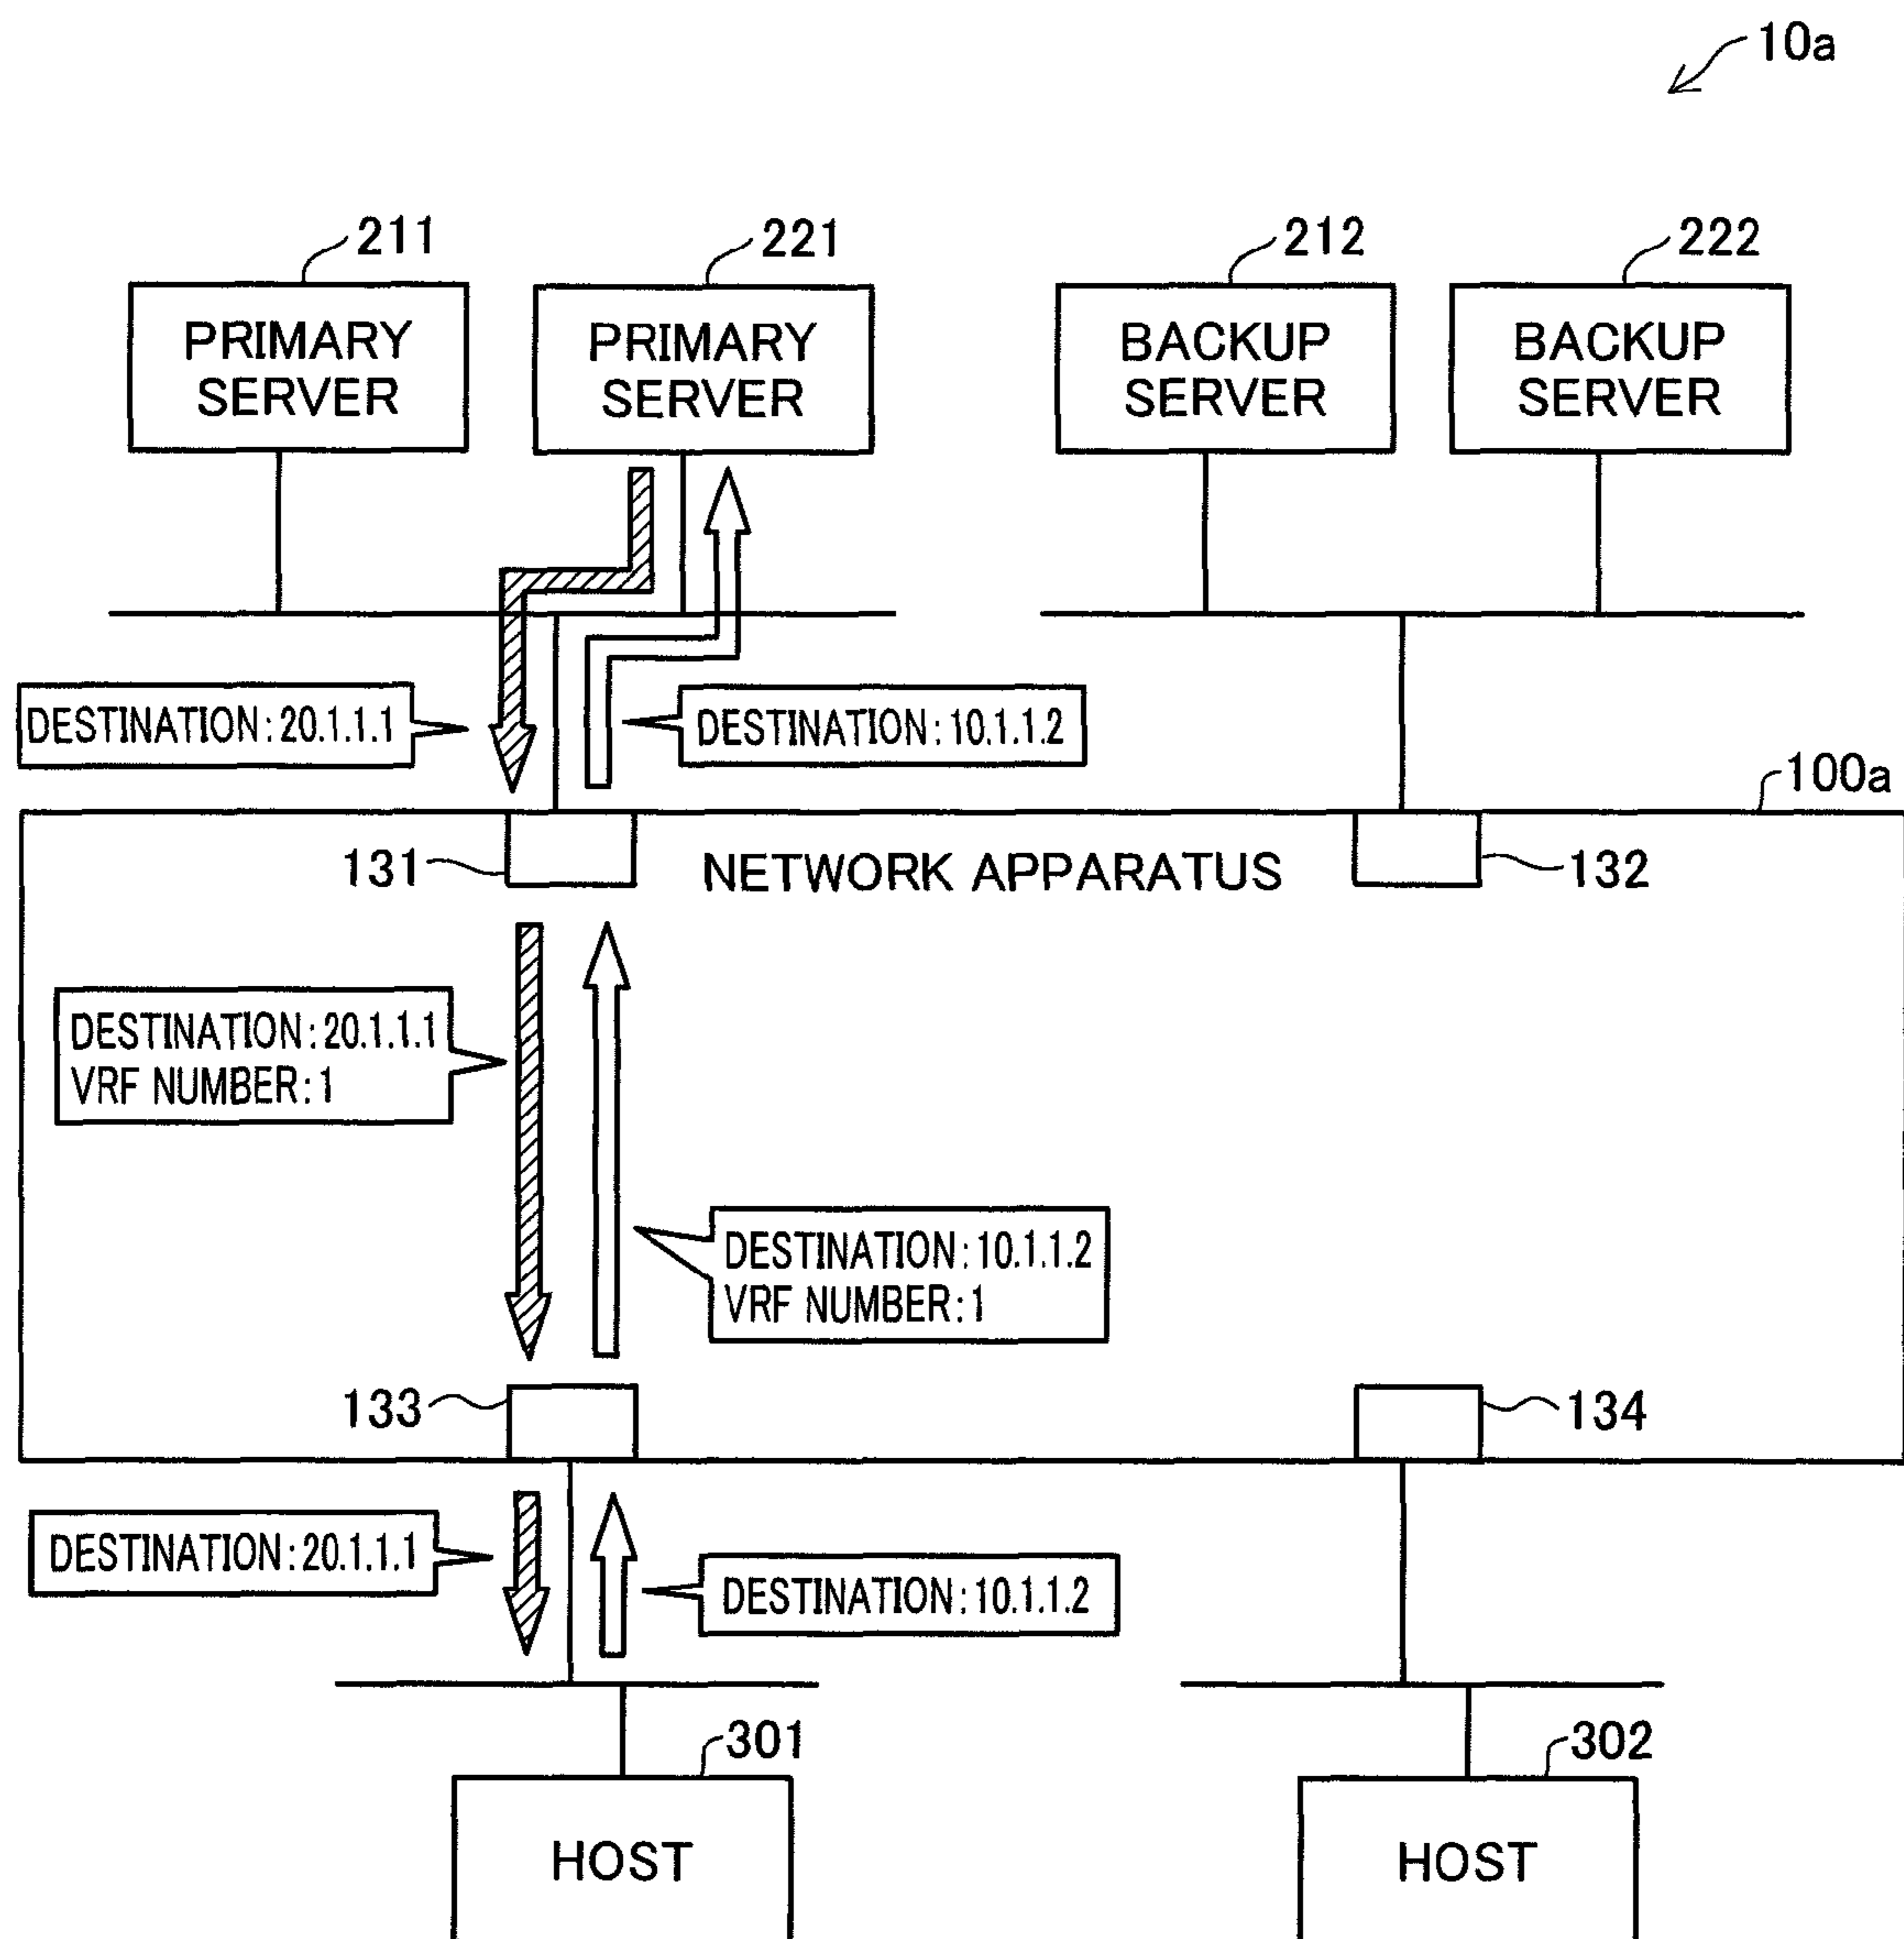 10a
211
221
212
222
PRIMARY
SERVER
PRIMARY
SERVER
BACKUP
SERVER
BACKUP
SERVER
DESTINATION:20.1.1.1
DESTINATION:10.1.1.2
100a
131
NETWORK APPARATUS
132
DESTINATION:20.1.1.1
VRF NUMBER:1
DESTINATION:10.1.1.2
VRF NUMBER:1
133
134
DESTINATION:20.1.1.1
DESTINATION:10.1.1.2
301
302
HOST
HOST